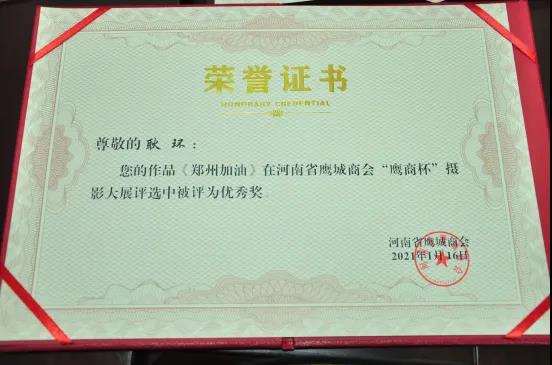 荣誉证书
HONORARY CREDENTIAL
尊敬的耿 环：
您的作品《郑州加油》在河南省鹰城商会“鹰商杯”摄
影大展评选中被评为优秀奖
河南省鹰城商会
2021年1月16日